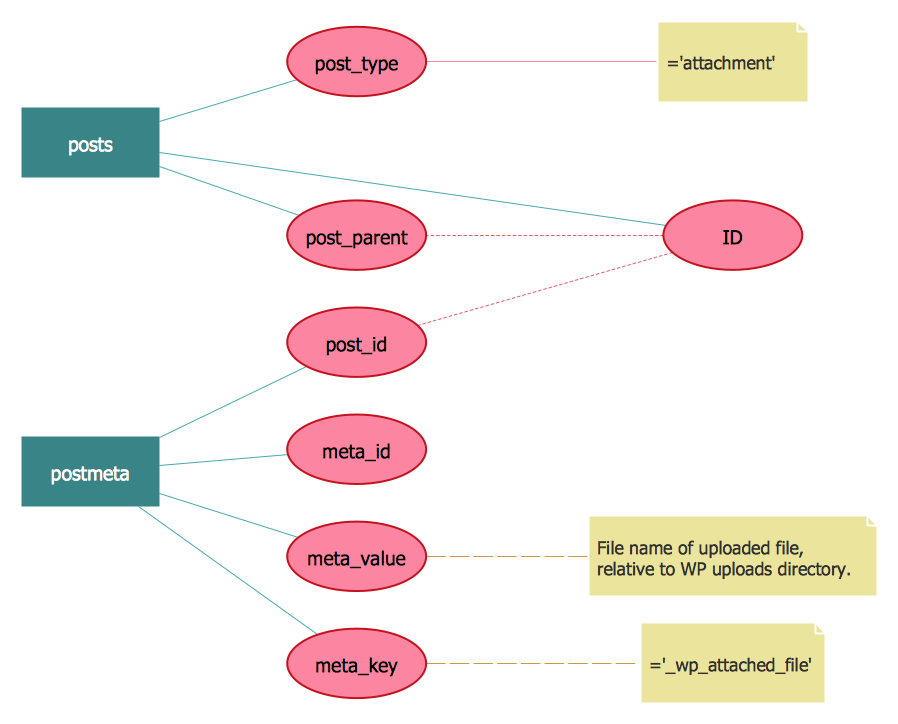 post_type
='attachment'
posts
post_parent
ID
post_id
meta_id
postmeta
meta_value
File name of uploaded file,
relative to WP uploads directory.
meta_key
='_wp_attached_file'